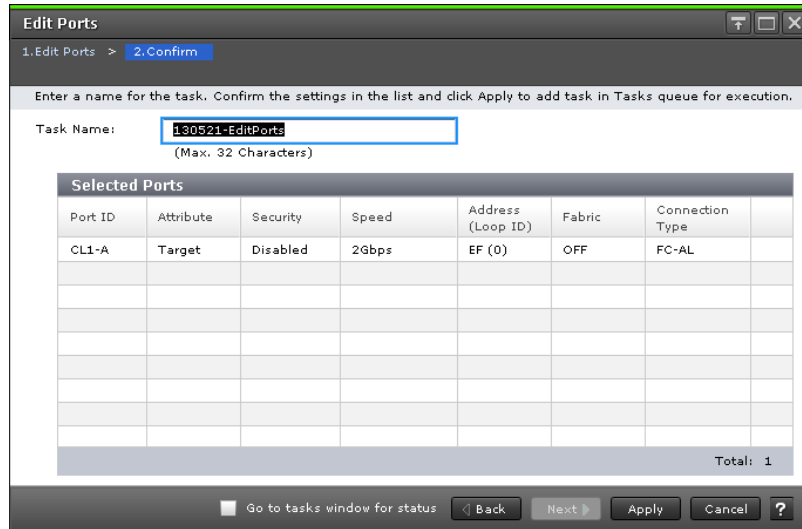 Edit Ports
1.Edit Ports > 2.Confirm
Enter a name for the task. Confirm the settings in the list and click Apply to add task in Tasks queue for execution.
Task Name: 130521-EditPorts
(Max. 32 Characters)
Selected Ports
Port ID Attribute Security Speed Address (Loop ID) Fabric Connection Type
CL1-A Target Disabled 2Gbps EF (0) OFF FC-AL
Total: 1
Go to tasks window for status Back Next Apply Cancel ?